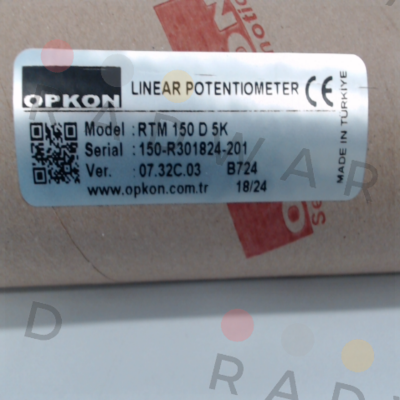 OPKON
LINEAR POTENTIOMETER CE
Model : RTM 150 D 5K
Serial : 150-R301824-201
Ver. : 07.32C.03 B724
www.opkon.com.tr 18/24
MADE IN TURKIYE